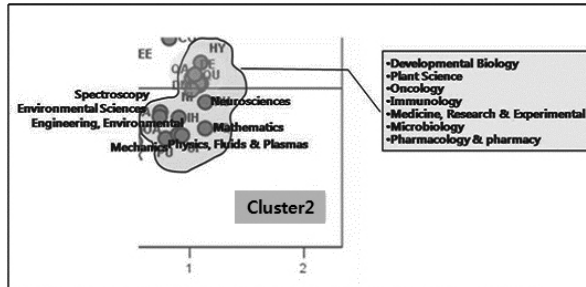 EE
HY
•Developmental Biology
•Plant Science
•Oncology
•Immunology
•Medicine, Research & Experimental
•Microbiology
•Pharmacology & pharmacy
Spectroscopy
Neurosciences
Environmental Sciences
Engineering, Environmental
Mathematics
Mechanics
Physics, Fluids & Plasmas
Cluster2
1
2